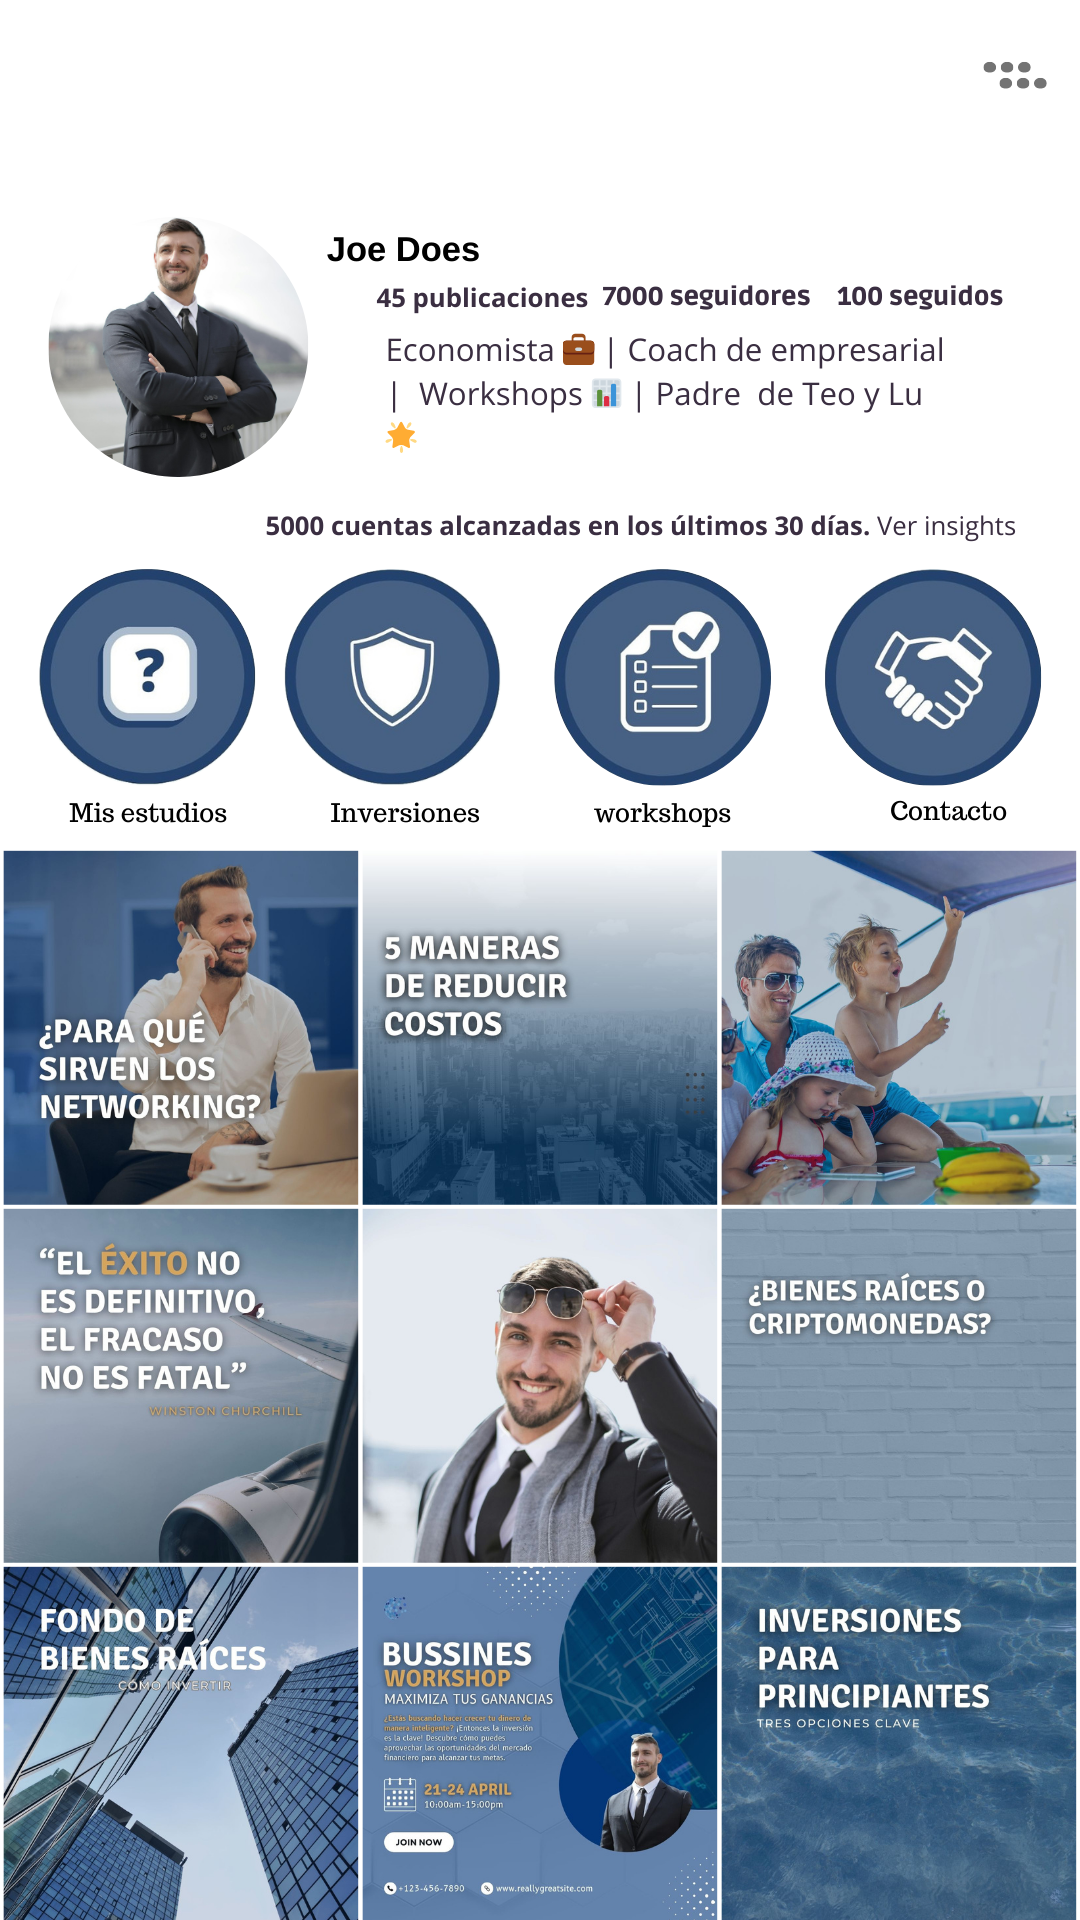 Joe Does
45 publicaciones 7000 seguidores 100 seguidos
Economista 💼 | Coach de empresarial
| Workshops 📊 | Padre de Teo y Lu
🌟
5000 cuentas alcanzadas en los últimos 30 días. Ver insights
?
Mis estudios
Inversiones
workshops
Contacto
¿PARA QUÉ
SIRVEN LOS
NETWORKING?
5 MANERAS
DE REDUCIR
COSTOS
“EL ÉXITO NO
ES DEFINITIVO,
EL FRACASO
NO ES FATAL”
WINSTON CHURCHILL
¿BIENES RAÍCES O
CRIPTOMONEDAS?
FONDO DE
BIENES RAÍCES
COMO INVERTIR
BUSSINES
WORKSHOP
MAXIMIZA TUS GANANCIAS
¿Estás buscando hacer crecer tu dinero de
manera inteligente? ¡Entonces la inversión
es la clave! Descubre cómo puedes
aprovechar las oportunidades del mercado
financiero para alcanzar tus metas.
21-24 APRIL
10:00am-15:00pm
JOIN NOW
+123-456-7890 www.reallygreatsite.com
INVERSIONES
PARA
PRINCIPIANTES
TRES OPCIONES CLAVE